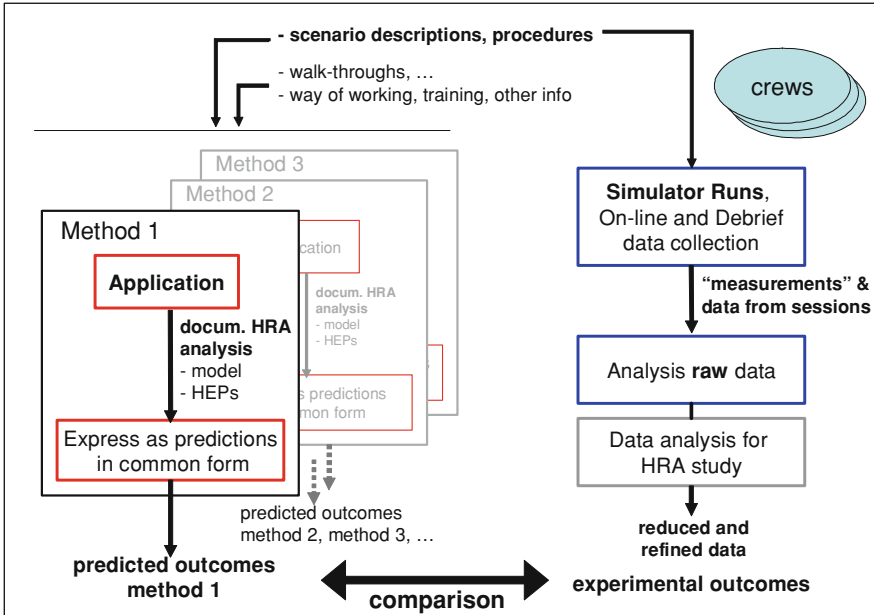 - scenario descriptions, procedures
- walk-throughs, …
- way of working, training, other info
crews
Method 3
Method 2
Method 1
Application
docum. HRA
analysis
- model
- HEPs
Express as predictions
in common form
predicted outcomes
method 1
docum. HRA
analysis
- model
- HEPs
predictions
form
predicted outcomes
method 2, method 3, …
Simulator Runs,
On-line and Debrief
data collection
“measurements” &
data from sessions
Analysis raw data
Data analysis for
HRA study
reduced and
refined data
experimental outcomes
comparison